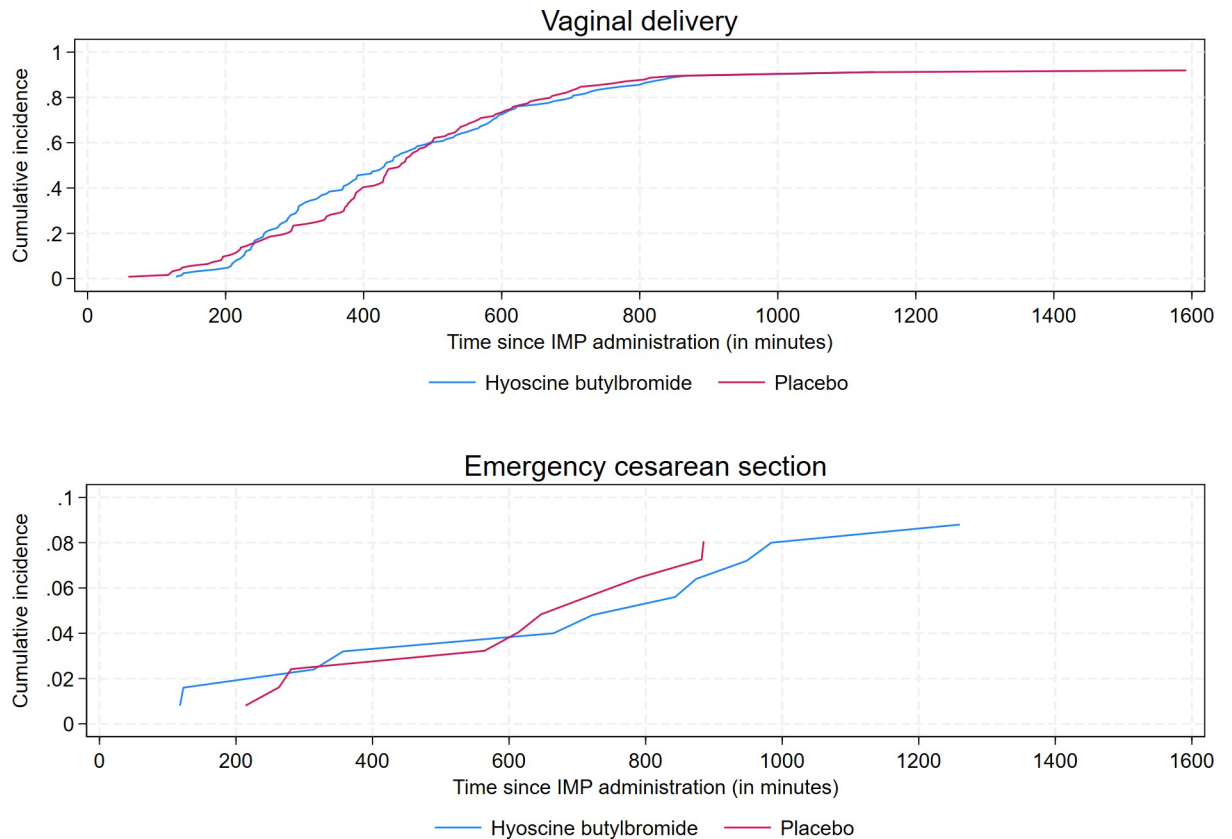 Vaginal delivery
Cumulative incidence
1
.8
.6
.4
.2
0
0 200 400 600 800 1000 1200 1400 1600
Time since IMP administration (in minutes)
Hyoscine butylbromide Placebo
Emergency cesarean section
Cumulative incidence
.1
.08
.06
.04
.02
0
0 200 400 600 800 1000 1200 1400 1600
Time since IMP administration (in minutes)
Hyoscine butylbromide Placebo